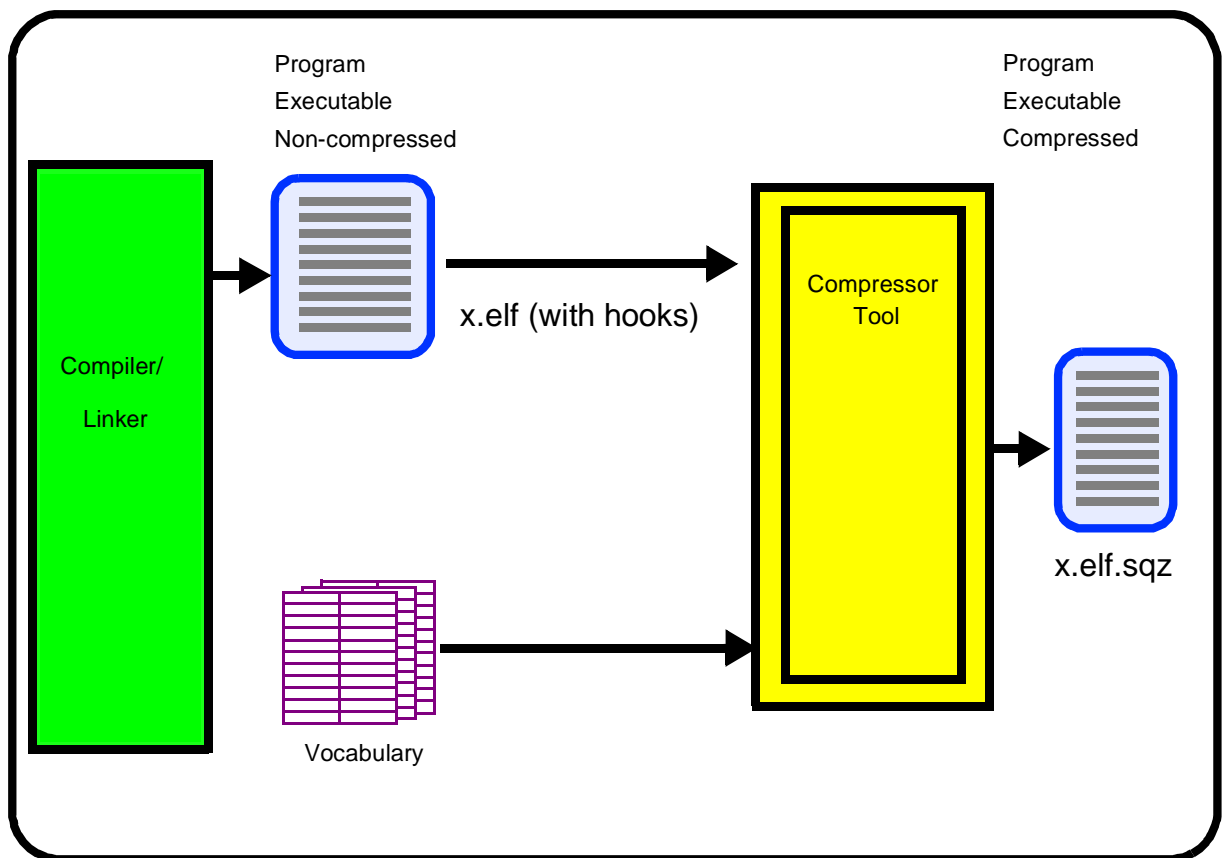 Program
Executable
Non-compressed
Program
Executable
Compressed
Compiler/
Linker
x.elf (with hooks)
Compressor
Tool
x.elf.sqz
Vocabulary